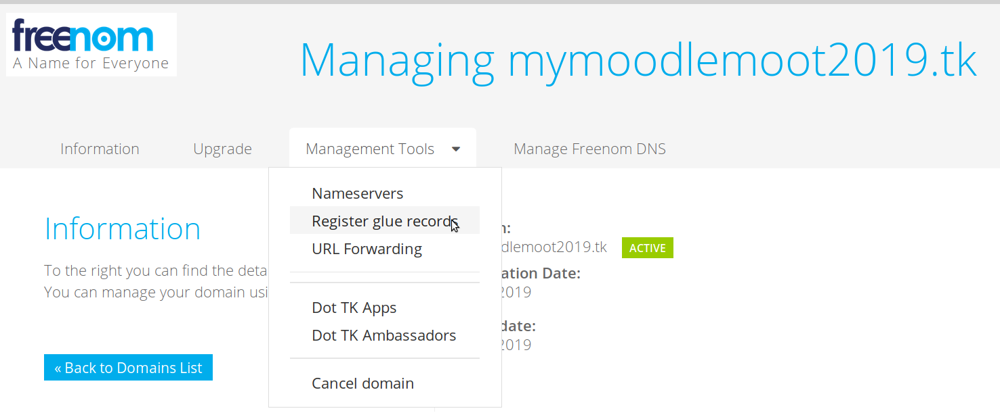 freenom
A Name for Everyone
Managing mymoodlemoot2019.tk
Information
Upgrade
Management Tools
Manage Freenom DNS
Nameservers
Register glue records
URL Forwarding
Dot TK Apps
Dot TK Ambassadors
Cancel domain
Information
To the right you can find the
You can manage your domain
« Back to Domains List
dlemoot2019.tk
ACTIVE
ation Date:
2019
date:
2019